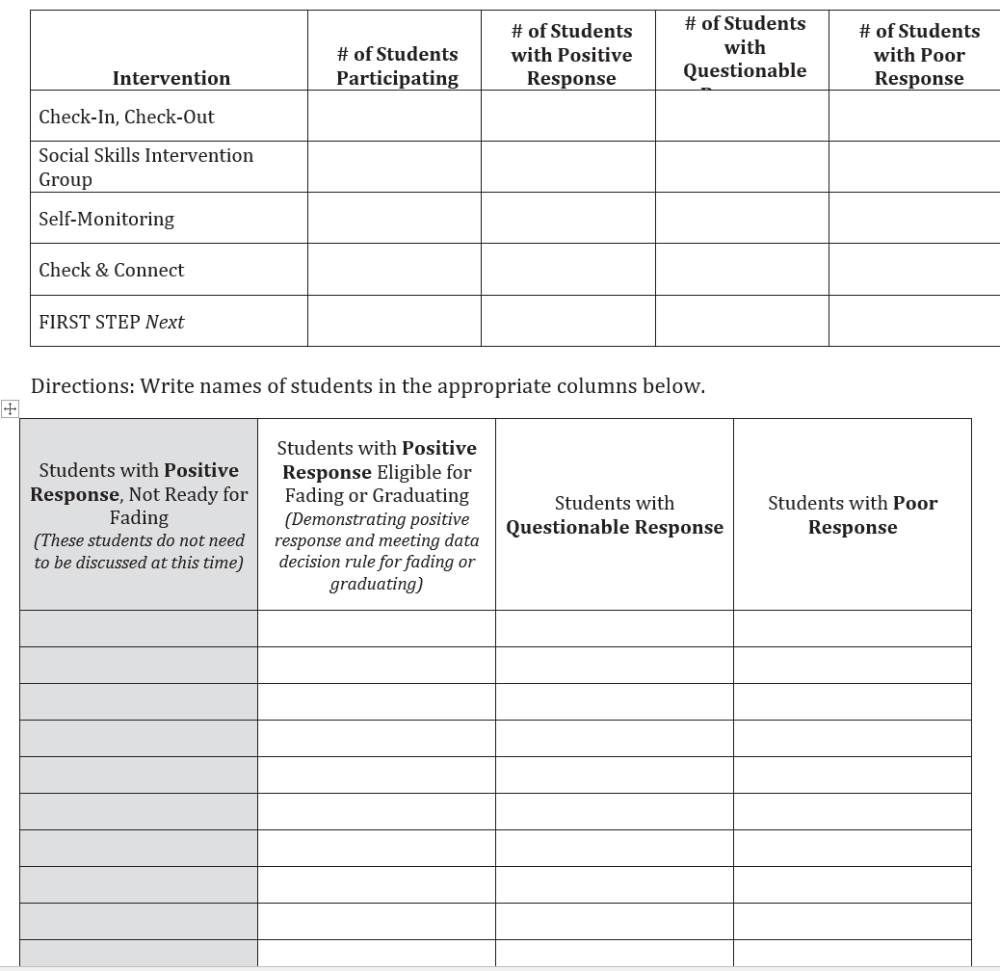 Intervention
# of Students
Participating
# of Students
with Positive
Response
# of Students
with
Questionable
# of Students
with Poor
Response
Check-In, Check-Out
Social Skills Intervention
Group
Self-Monitoring
Check & Connect
FIRST STEP Next
Directions: Write names of students in the appropriate columns below.
Students with Positive
Response, Not Ready for
Fading
(These students do not need
to be discussed at this time)
Students with Positive
Response Eligible for
Fading or Graduating
(Demonstrating positive
response and meeting data
decision rule for fading or
graduating)
Students with
Questionable Response
Students with Poor
Response